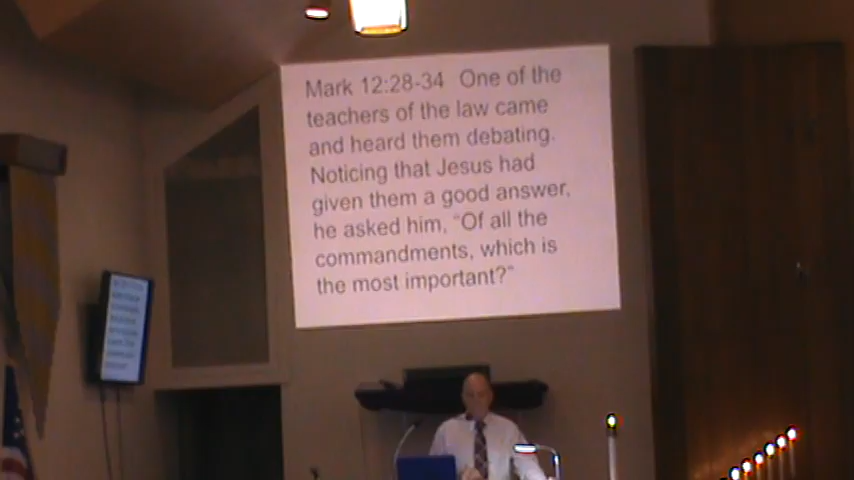 Mark 12:28-34 One of the
teachers of the law came
and heard them debating.
Noticing that Jesus had
given them a good answer,
he asked him, “Of all the
commandments, which is
the most important?”